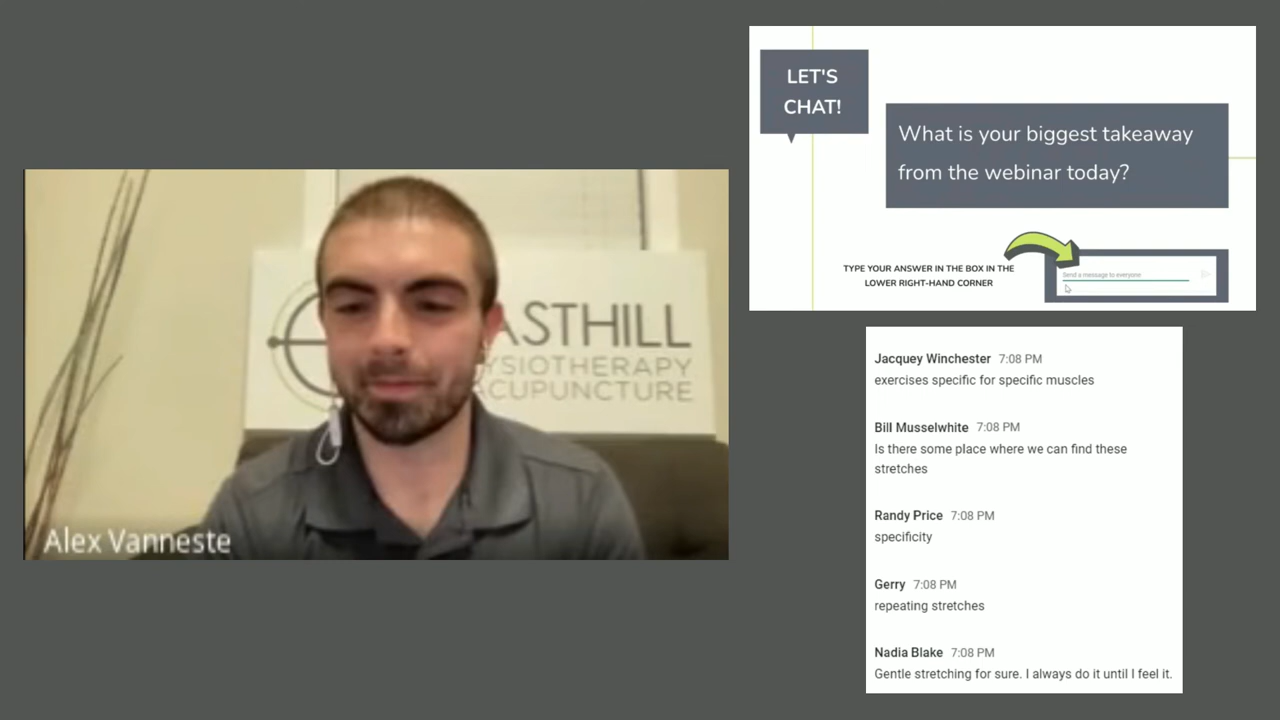 LET'S
CHAT!
What is your biggest takeaway
from the webinar today?
TYPE YOUR ANSWER IN THE BOX IN THE
LOWER RIGHT-HAND CORNER
Send a message to everyone
ASTHILL
YSIOTHERAPY
ACUPUNCTURE
Alex Vanneste
Jacquey Winchester 7:08 PM
exercises specific for specific muscles
Bill Musselwhite 7:08 PM
Is there some place where we can find these
stretches
Randy Price 7:08 PM
specificity
Gerry 7:08 PM
repeating stretches
Nadia Blake 7:08 PM
Gentle stretching for sure. I always do it until I feel it.